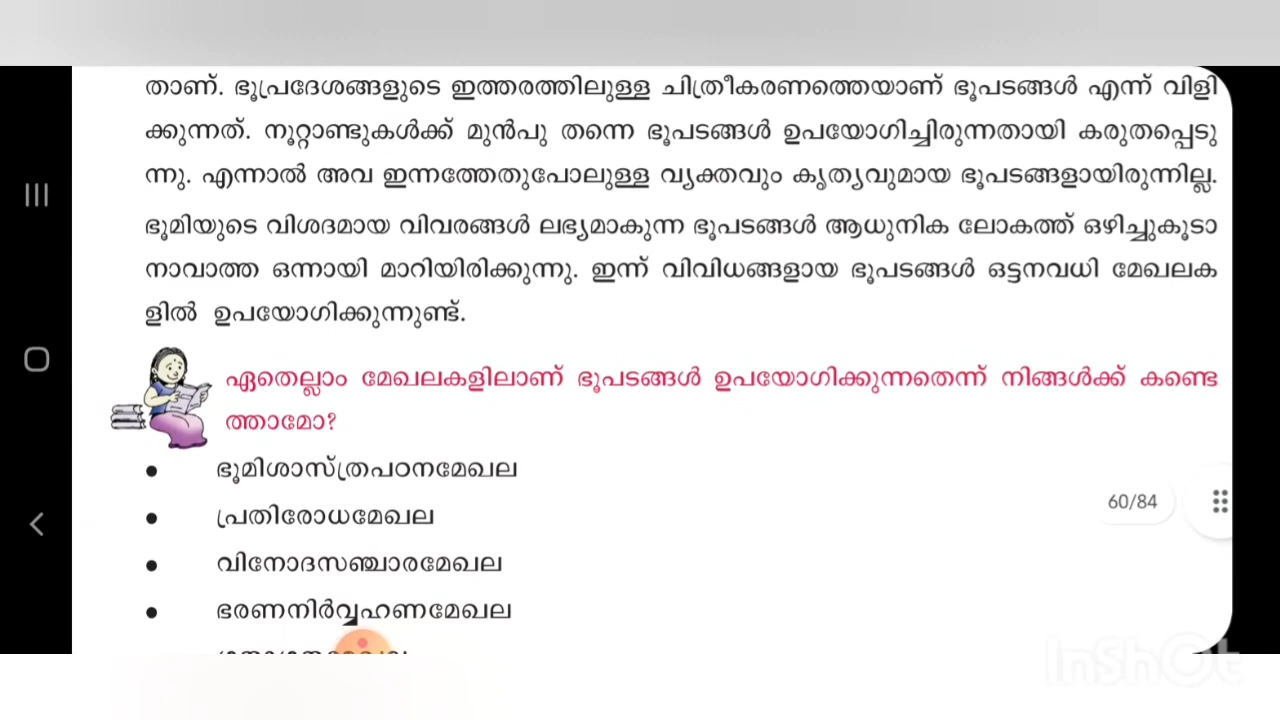 താണ്. ഭൂപ്രദേശങ്ങളുടെ ഇത്തരത്തിലുള്ള ചിത്രീകരണത്തെയാണ് ഭൂപടങ്ങൾ എന്ന് വിളി
ക്കുന്നത്. നൂറ്റാണ്ടുകൾക്ക് മുൻപു തന്നെ ഭൂപടങ്ങൾ ഉപയോഗിച്ചിരുന്നതായി കരുതപ്പെടു
ന്നു. എന്നാൽ അവ ഇന്നത്തേതുപോലുള്ള വ്യക്തവും കൃത്യവുമായ ഭൂപടങ്ങളായിരുന്നില്ല.
ഭൂമിയുടെ വിശദമായ വിവരങ്ങൾ ലഭ്യമാകുന്ന ഭൂപടങ്ങൾ ആധുനിക ലോകത്ത് ഒഴിച്ചുകൂടാ
നാവാത്ത ഒന്നായി മാറിയിരിക്കുന്നു. ഇന്ന് വിവിധങ്ങളായ ഭൂപടങ്ങൾ ഒട്ടനവധി മേഖലക
ളിൽ ഉപയോഗിക്കുന്നുണ്ട്.
ഏതെല്ലാം മേഖലകളിലാണ് ഭൂപടങ്ങൾ ഉപയോഗിക്കുന്നതെന്ന് നിങ്ങൾക്ക് കണ്ടെ
ത്താമോ?
• ഭൂമിശാസ്ത്രപഠനമേഖല
• പ്രതിരോധമേഖല
60/84
• വിനോദസഞ്ചാരമേഖല
• ഭരണനിർവ്വഹണമേഖല
InShOt